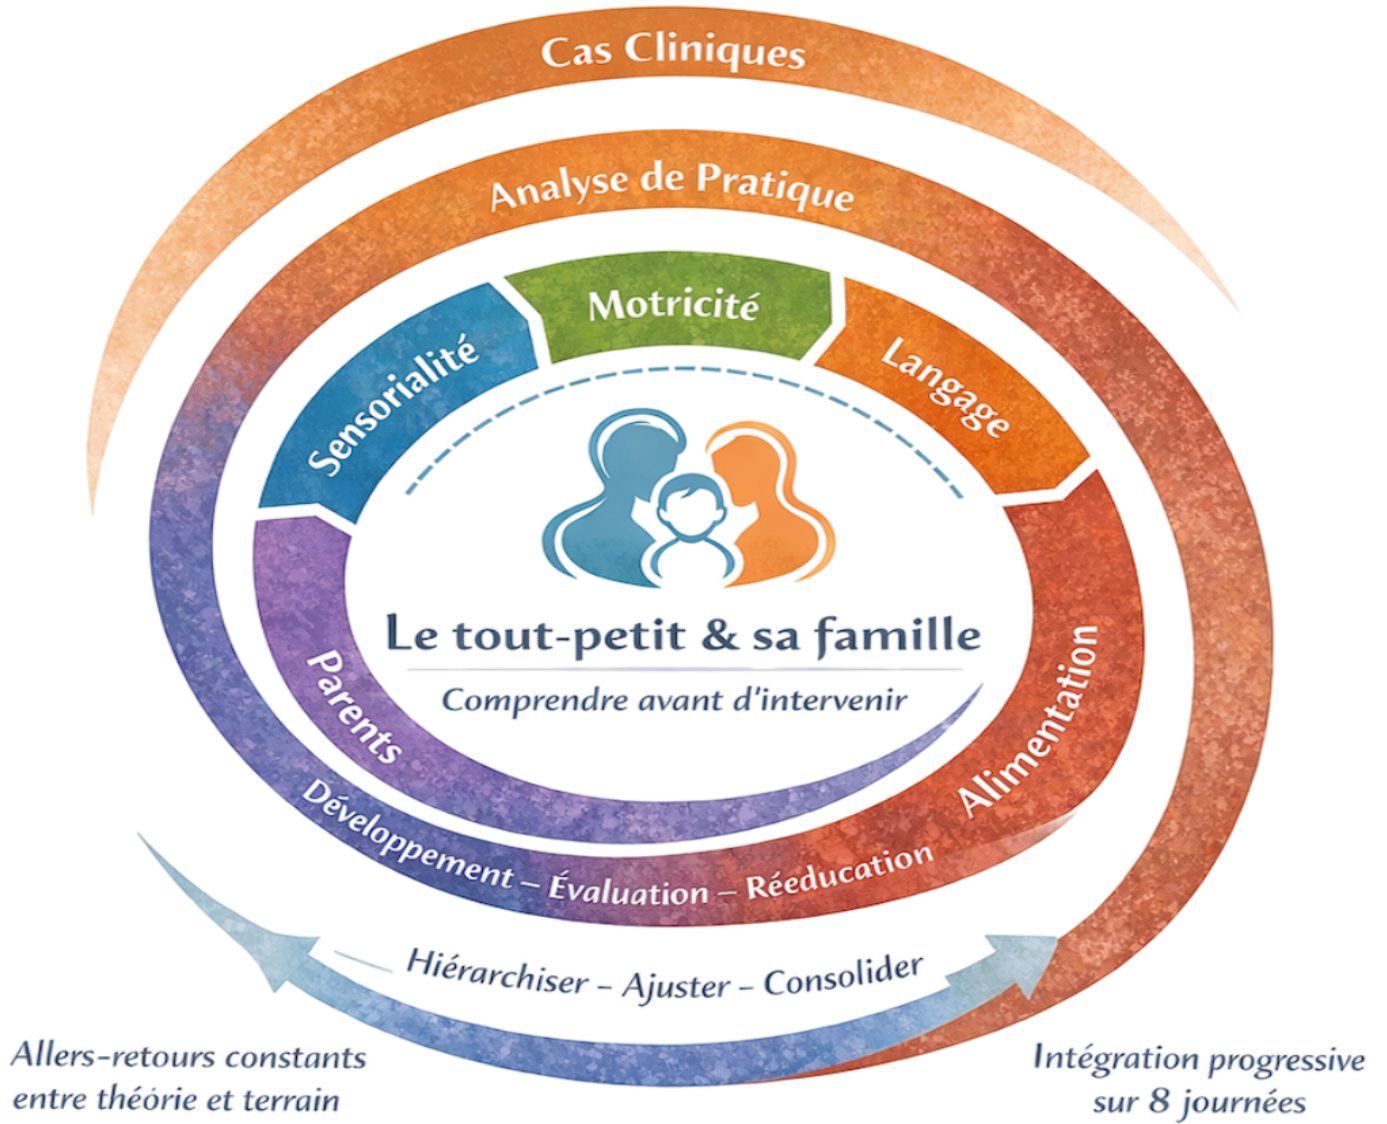 Cas Cliniques
Analyse de Pratique
Motricité
Sensorialité
Langage
Le tout-petit & sa famille
Comprendre avant d'intervenir
Parents
Alimentation
Développement – Évaluation – Rééducation
Hiérarchiser – Ajuster – Consolider
Allers-retours constants
entre théorie et terrain
Intégration progressive
sur 8 journées